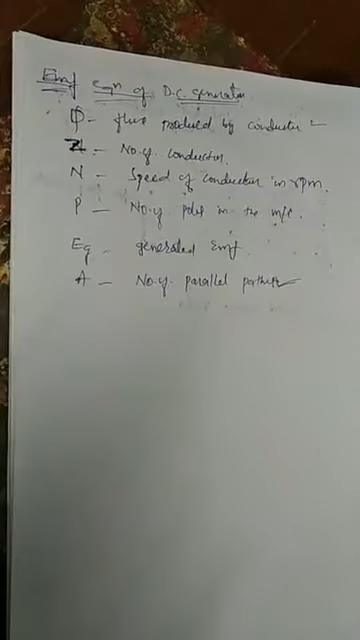 Emf Eqn of D.C. generator
Φ - flux produced by conductor
Z - No.of. conductor.
N - Speed of conductor in rpm.
P - No.of. poles in the m/c.
Eg - generated Emf.
A - No.of. parallel